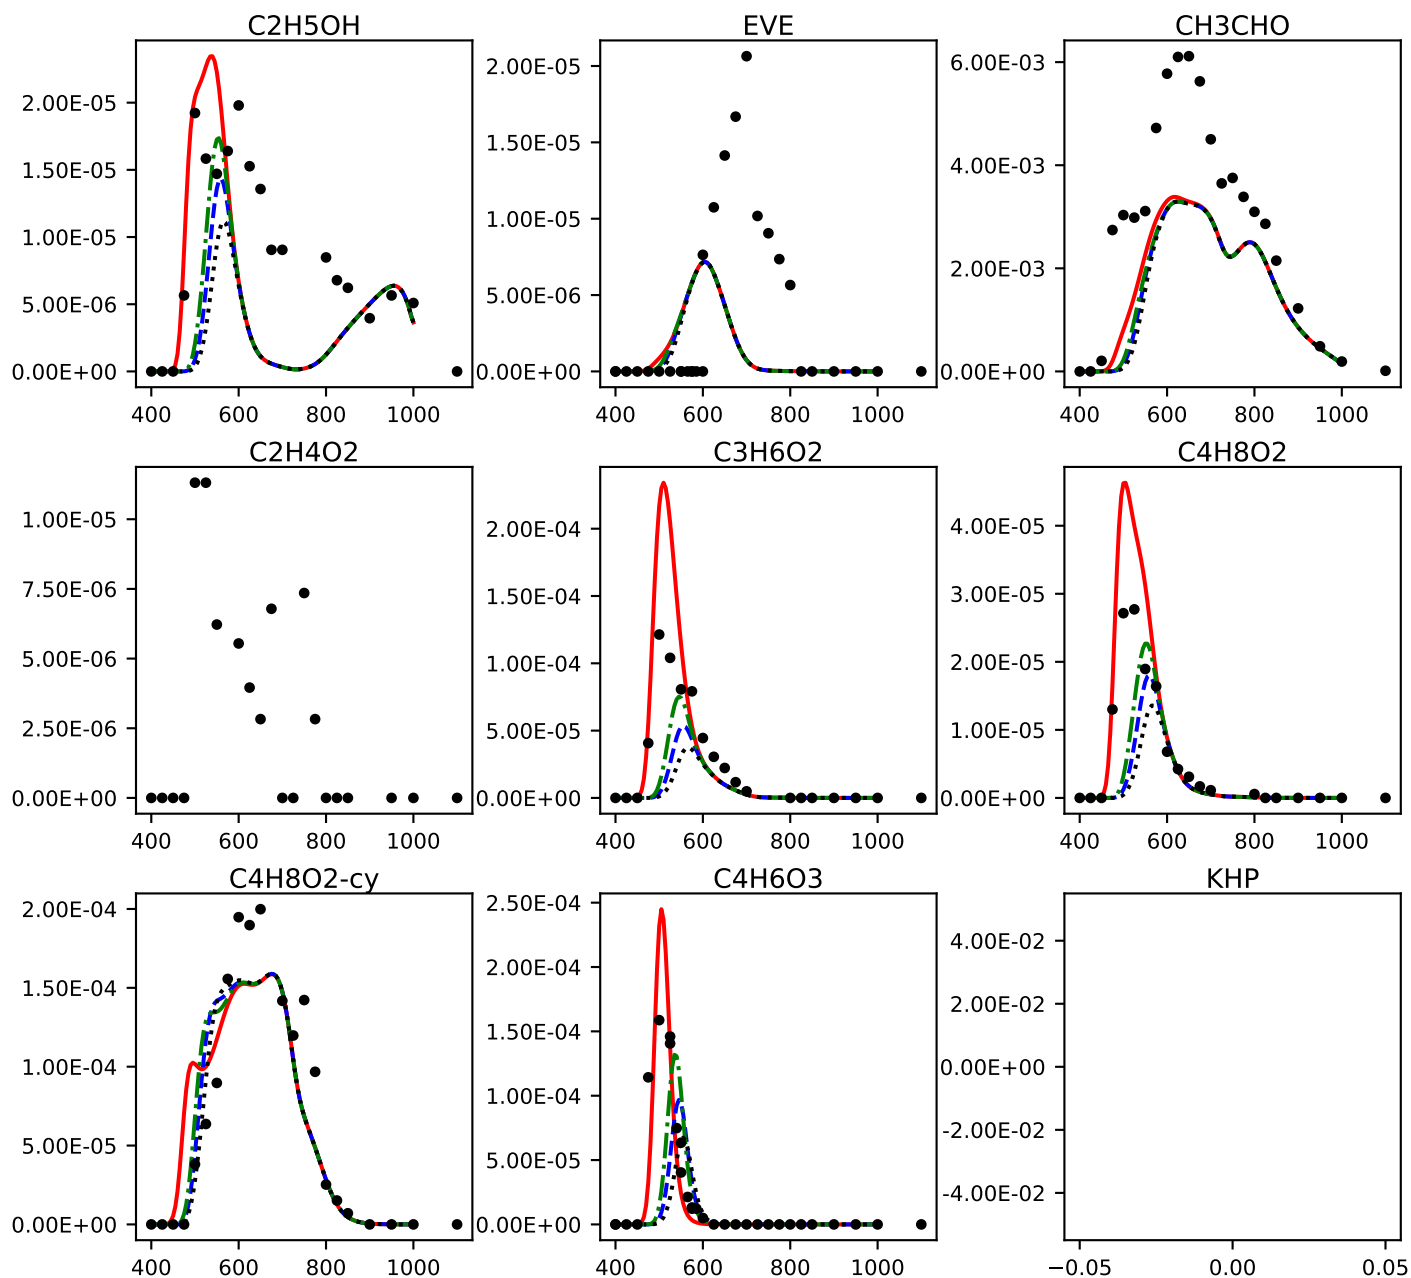 C2H5OH
EVE
CH3CHO
2.00E-05
1.50E-05
1.00E-05
5.00E-06
0.00E+00
400 600 800 1000
2.00E-05
1.50E-05
1.00E-05
5.00E-06
0.00E+00
400 600 800 1000
6.00E-03
4.00E-03
2.00E-03
0.00E+00
400 600 800 1000
C2H4O2
C3H6O2
C4H8O2
1.00E-05
7.50E-06
5.00E-06
2.50E-06
0.00E+00
400 600 800 1000
2.00E-04
1.50E-04
1.00E-04
5.00E-05
0.00E+00
400 600 800 1000
4.00E-05
3.00E-05
2.00E-05
1.00E-05
0.00E+00
400 600 800 1000
C4H8O2-cy
C4H6O3
KHP
2.00E-04
1.50E-04
1.00E-04
5.00E-05
0.00E+00
400 600 800 1000
2.50E-04
2.00E-04
1.50E-04
1.00E-04
5.00E-05
0.00E+00
400 600 800 1000
4.00E-02
2.00E-02
0.00E+00
-2.00E-02
-4.00E-02
−0.05 0.00 0.05